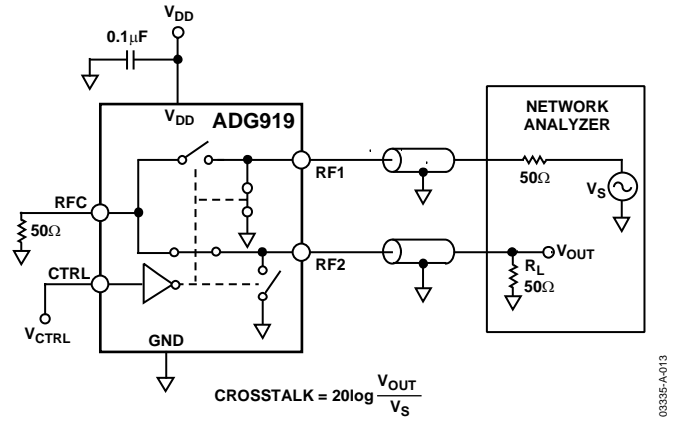 VDD
0.1μF
VDD
ADG919
NETWORK
ANALYZER
RF1
50Ω
VS
RFC
50Ω
RF2
VOUT
RL
50Ω
CTRL
VCTRL
GND
CROSSTALK = 20log VOUT
VS
03335-A-013